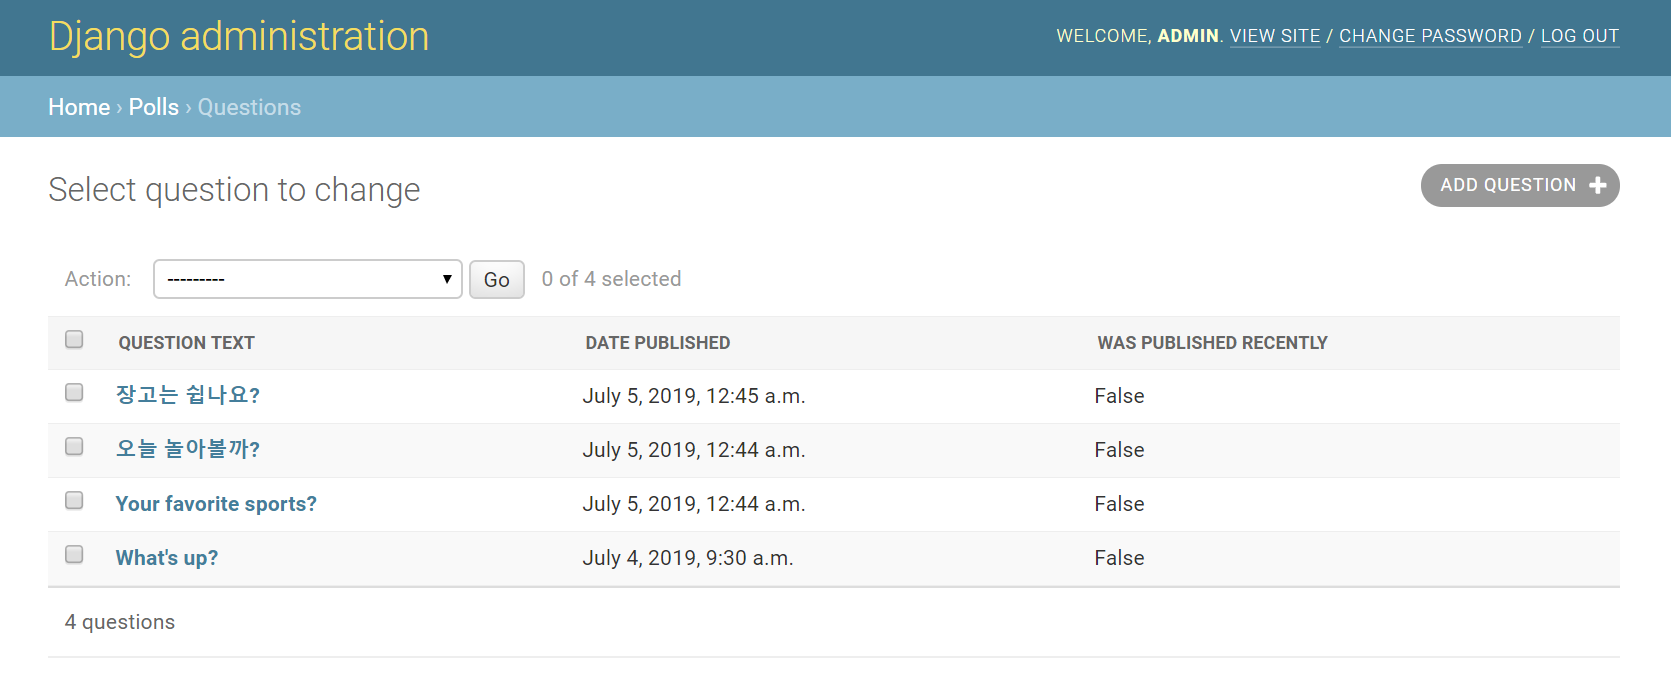 Django administration
WELCOME, ADMIN. VIEW SITE / CHANGE PASSWORD / LOG OUT
Home › Polls › Questions
Select question to change
ADD QUESTION
Action: --------- Go 0 of 4 selected
QUESTION TEXT DATE PUBLISHED WAS PUBLISHED RECENTLY
장고는 쉽나요? July 5, 2019, 12:45 a.m. False
오늘 놀아볼까? July 5, 2019, 12:44 a.m. False
Your favorite sports? July 5, 2019, 12:44 a.m. False
What's up? July 4, 2019, 9:30 a.m. False
4 questions